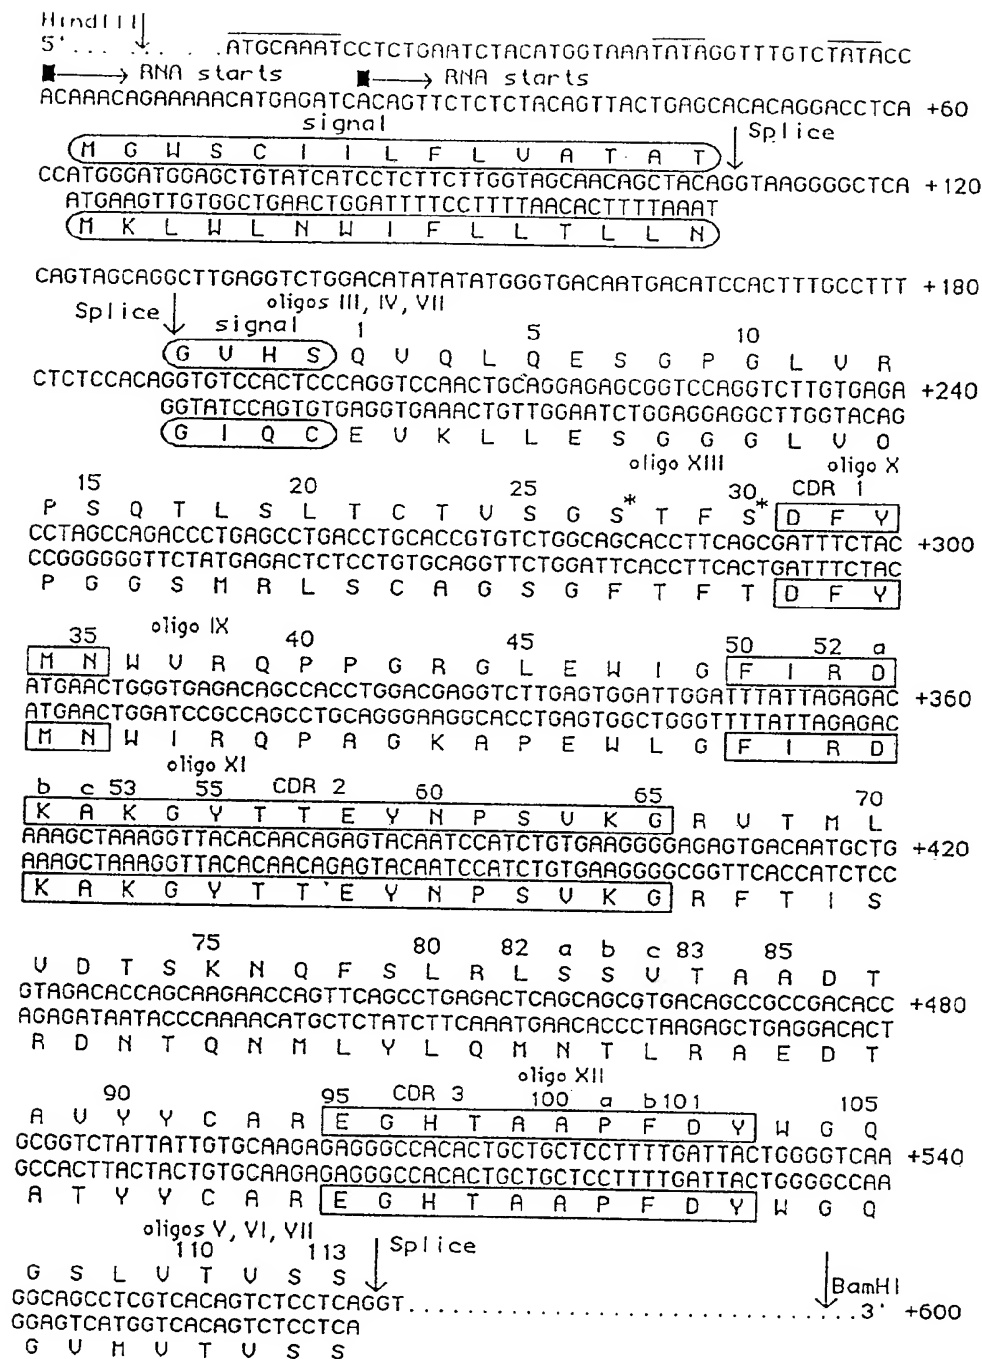 HindIII
5'. . . . . . . . .ATGCAAATCCTCTGAATCTACATGGTAAATATAGGTTTGTCTATACC
RNA starts RNA starts
ACAAACAGAAAAACATGAGATCACAGTTCTCTCTACAGTTACTGAGCACACAGGACCTCA +60
signal Splice
M G W S C I I L F L V A T A T
CCATGGGATGGAGCTGTATCATCCTCTTCTTGGTAGCAACAGCTACAGGTAAGGGGCTCA +120
ATGAAGTTGTGGCTGAACTGGATTTTCCTTTTAACACTTTTAAAT
M K L W L N W I F L L T L L N
CAGTAGCAGGCTTGAGGTCTGGACATATATATGGGTGACAATGACATCCACTTTGCCTTT +180
Splice signal oligos III, IV, VII
1 5 10
G V H S Q V Q L Q E S G P G L V R
CTCTCCACAGGTGTCCACTCCCAGGTCCAACTGCAGGAGAGCGGTCCAGGTCTTGTGAGA +240
GGTATCCAGTGTGAGGTGAAACTGTTGGAATCTGGAGGAGGCTTGGTACAG
G I Q C E V K L L E S G G G L V Q
oligo XIII oligo X
15 20 25 30 CDR 1
P S Q T L S L T C T V S G S* T F S* D F Y
CCTAGCCAGACCCTGAGCCTGACCTGCACCGTGTCTGGCAGCACCTTCAGCGATTTCTAC +300
CCGGGGGGTTCTATGAGACTCTCCTGTGCAGGTTCTGGATTCACCTTCACTGATTTCTAC
P G G S M R L S C A G S G F T F T D F Y
35 oligo IX 40 45 50 52 a
M N W V R Q P P G R G L E W I G F I R D
ATGAACTGGGTGAGACAGCCACCTGGACGAGGTCTTGAGTGGATTGGATTTATTAGAGAC +360
ATGAACTGGATCCGCCAGCCTGCAGGGAAGGCACCTGAGTGGCTGGGTTTTATTAGAGAC
M N W I R Q P A G K A P E W L G F I R D
oligo XI
b c 53 55 CDR 2 60 65 70
K A K G Y T T E Y N P S V K G R V T M L
AAAGCTAAAGGTTACACAACAGAGTACAATCCATCTGTGAAGGGGAGAGTGACAATGCTG +420
AAAGCTAAAGGTTACACAACAGAGTACAATCCATCTGTGAAGGGGCGGTTCACCATCTCC
K A K G Y T T E Y N P S V K G R F T I S
75 80 82 a b c 83 85
V D T S K N Q F S L R L S S V T A A D T
GTAGACACCAGCAAGAACCAGTTCAGCCTGAGACTCAGCAGCGTGACAGCCGCCGACACC +480
AGAGATAATACCCAAAACATGCTCTATCTTCAAATGAACACCCTAAGAGCTGAGGACACT
R D N T Q N M L Y L Q M N T L R A E D T
oligo XII
90 95 CDR 3 100 a b 101 105
A V Y Y C A R E G H T A A P F D Y W G Q
GCGGTCTATTATTGTGCAAGAGAGGGCCACACTGCTGCTCCTTTTGATTACTGGGGTCAA +540
GCCACTTACTACTGTGCAAGAGAGGGCCACACTGCTGCTCCTTTTGATTACTGGGGCCAA
A T Y Y C A R E G H T A A P F D Y W G Q
oligos V, VI, VII
110 113 Splice
G S L V T V S S BamHI
GGCAGCCTCGTCACAGTCTCCTCAGGT. . . . . . . . . . . . . . . . . . . . . . . . . . . . . .3' +600
GGAGTCATGGTCACAGTCTCCTCA
G V M V T V S S